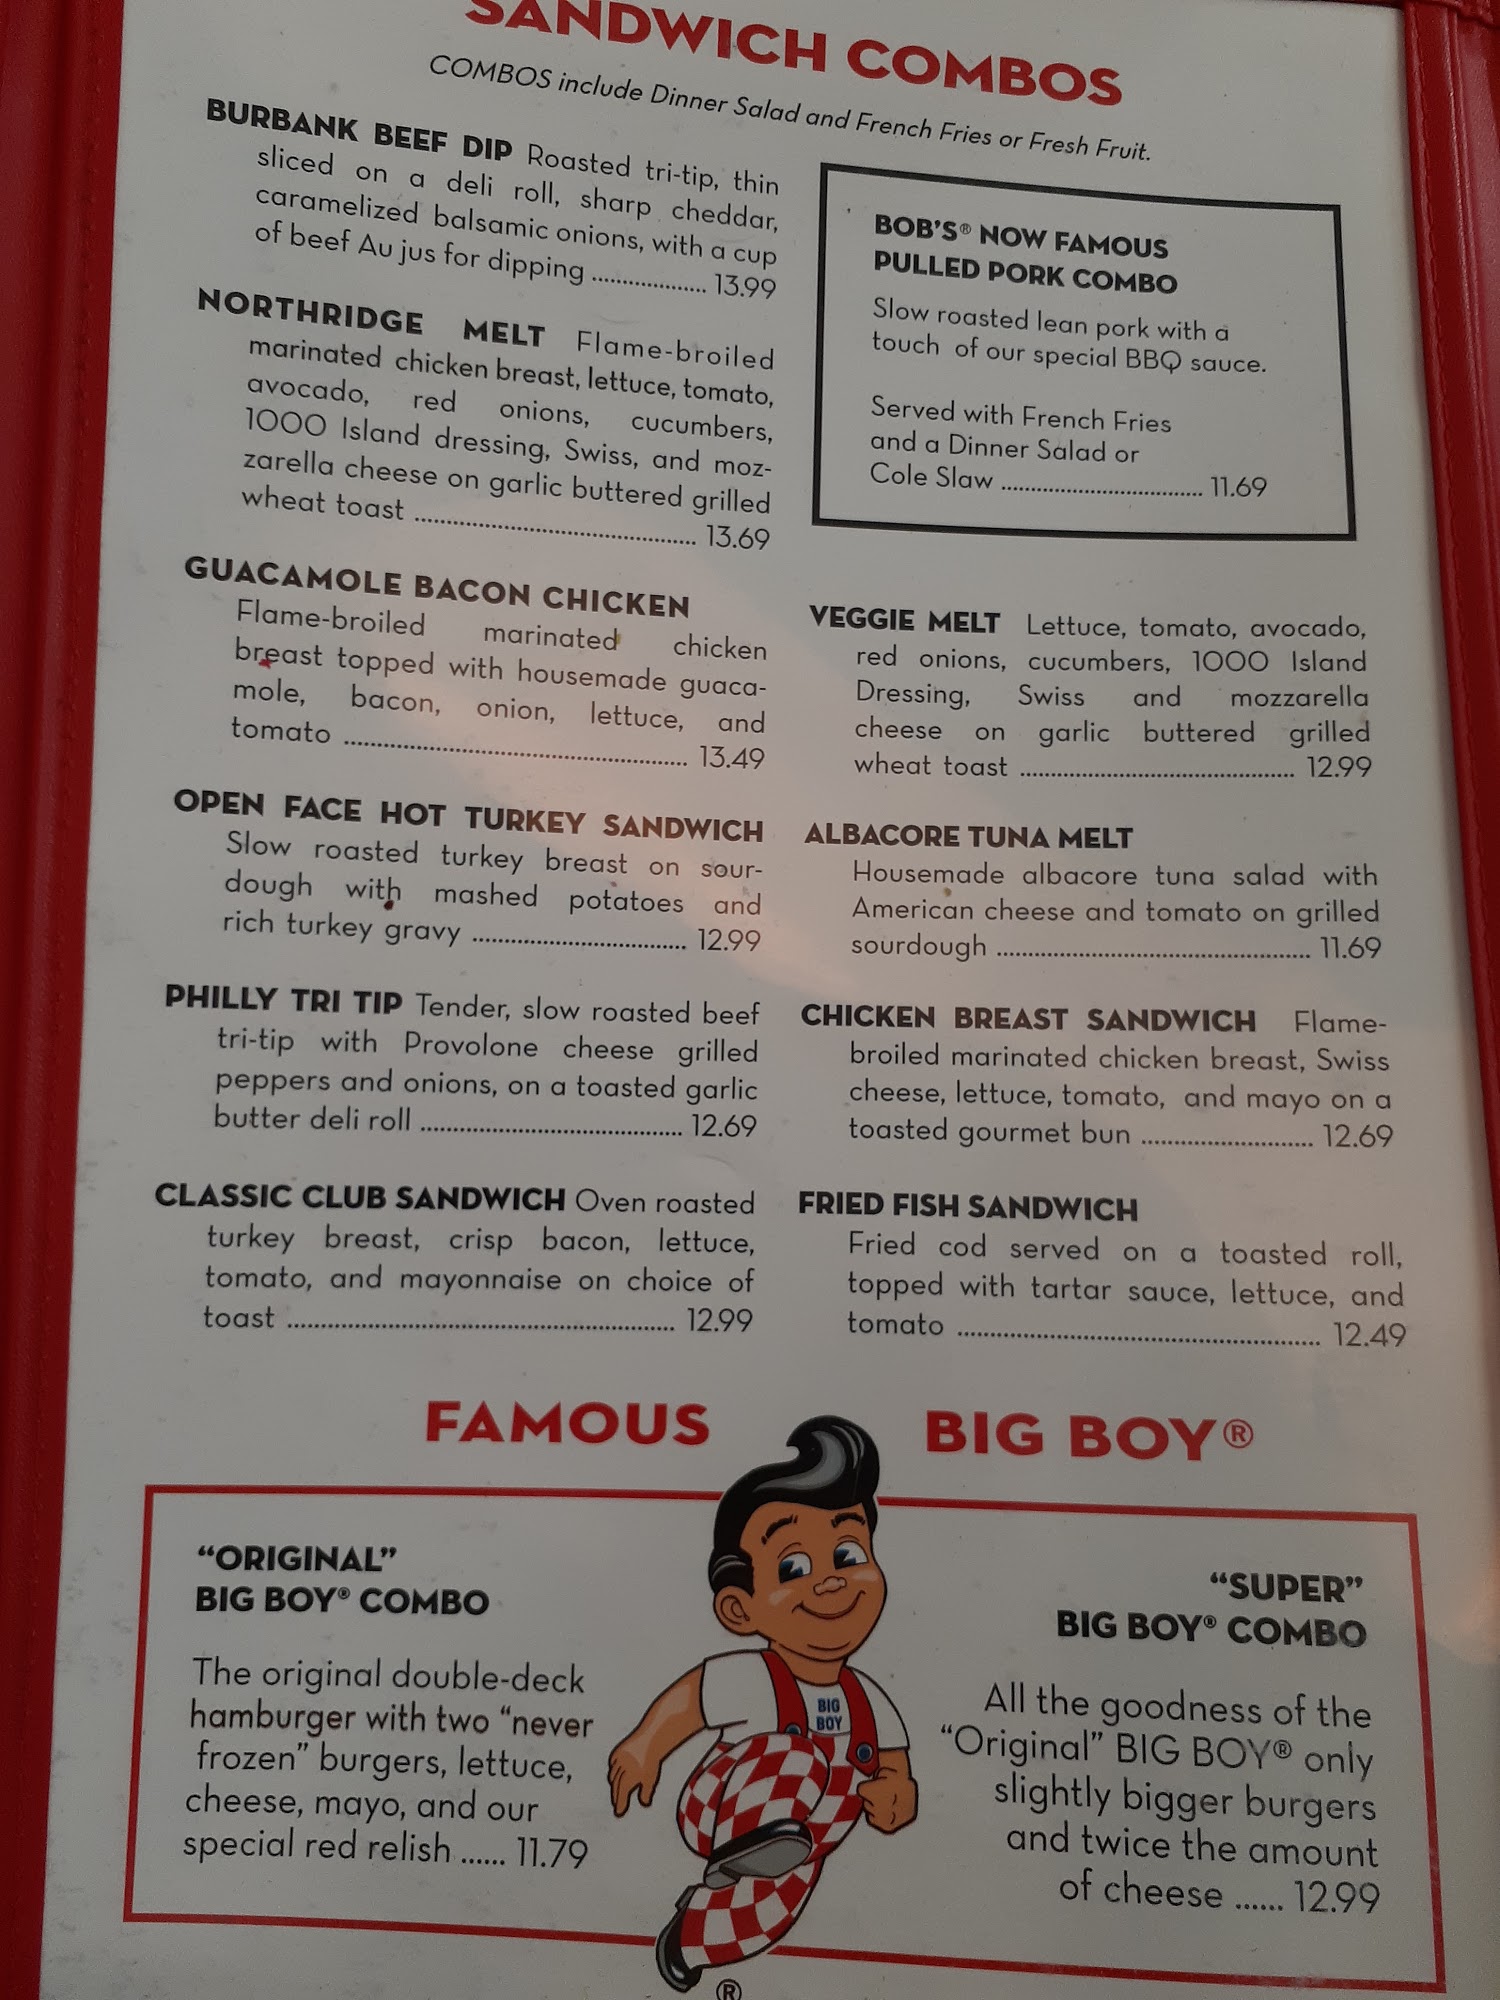 SANDWICH COMBOS
COMBOS include Dinner Salad and French Fries or Fresh Fruit.
BURBANK BEEF DIP Roasted tri-tip, thin
sliced on a deli roll, sharp cheddar,
caramelized balsamic onions, with a cup
of beef Au jus for dipping ................... 13.99
NORTHRIDGE MELT Flame-broiled
marinated chicken breast, lettuce, tomato,
avocado, red onions, cucumbers,
1000 Island dressing, Swiss, and moz-
zarella cheese on garlic buttered grilled
wheat toast ............................................... 13.69
GUACAMOLE BACON CHICKEN
Flame-broiled marinated chicken
breast topped with housemade guaca-
mole, bacon, onion, lettuce, and
tomato ......................................................... 13.49
OPEN FACE HOT TURKEY SANDWICH
Slow roasted turkey breast on sour-
dough with mashed potatoes and
rich turkey gravy ................................... 12.99
PHILLY TRI TIP Tender, slow roasted beef
tri-tip with Provolone cheese grilled
peppers and onions, on a toasted garlic
butter deli roll ........................................... 12.69
CLASSIC CLUB SANDWICH Oven roasted
turkey breast, crisp bacon, lettuce,
tomato, and mayonnaise on choice of
toast ................................................................ 12.99
BOB'S® NOW FAMOUS
PULLED PORK COMBO
Slow roasted lean pork with a
touch of our special BBQ sauce.
Served with French Fries
and a Dinner Salad or
Cole Slaw ................................. 11.69
VEGGIE MELT Lettuce, tomato, avocado,
red onions, cucumbers, 1000 Island
Dressing, Swiss and mozzarella
cheese on garlic buttered grilled
wheat toast ............................................. 12.99
ALBACORE TUNA MELT
Housemade albacore tuna salad with
American cheese and tomato on grilled
sourdough .................................................... 11.69
CHICKEN BREAST SANDWICH Flame-
broiled marinated chicken breast, Swiss
cheese, lettuce, tomato, and mayo on a
toasted gourmet bun ............................ 12.69
FRIED FISH SANDWICH
Fried cod served on a toasted roll,
topped with tartar sauce, lettuce, and
tomato ............................................................ 12.49
FAMOUS BIG BOY®
"ORIGINAL"
BIG BOY® COMBO
The original double-deck
hamburger with two "never
frozen" burgers, lettuce,
cheese, mayo, and our
special red relish ...... 11.79
BIG
BOY
"SUPER"
BIG BOY® COMBO
All the goodness of the
"Original" BIG BOY® only
slightly bigger burgers
and twice the amount
of cheese ...... 12.99
®